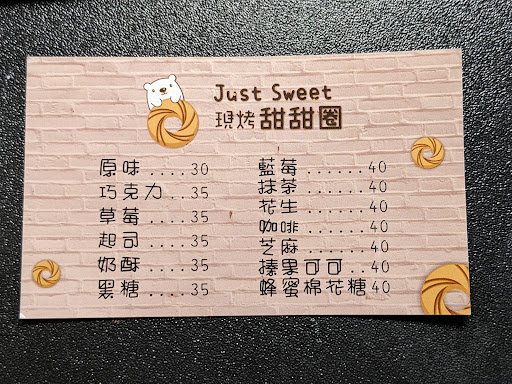 Just Sweet
現烤甜甜圈
原味....30
巧克力..35
草莓....35
起司....35
奶酥....35
黑糖....35
藍莓......40
抹茶......40
花生......40
咖啡......40
芝麻......40
榛果可可..40
蜂蜜棉花糖40